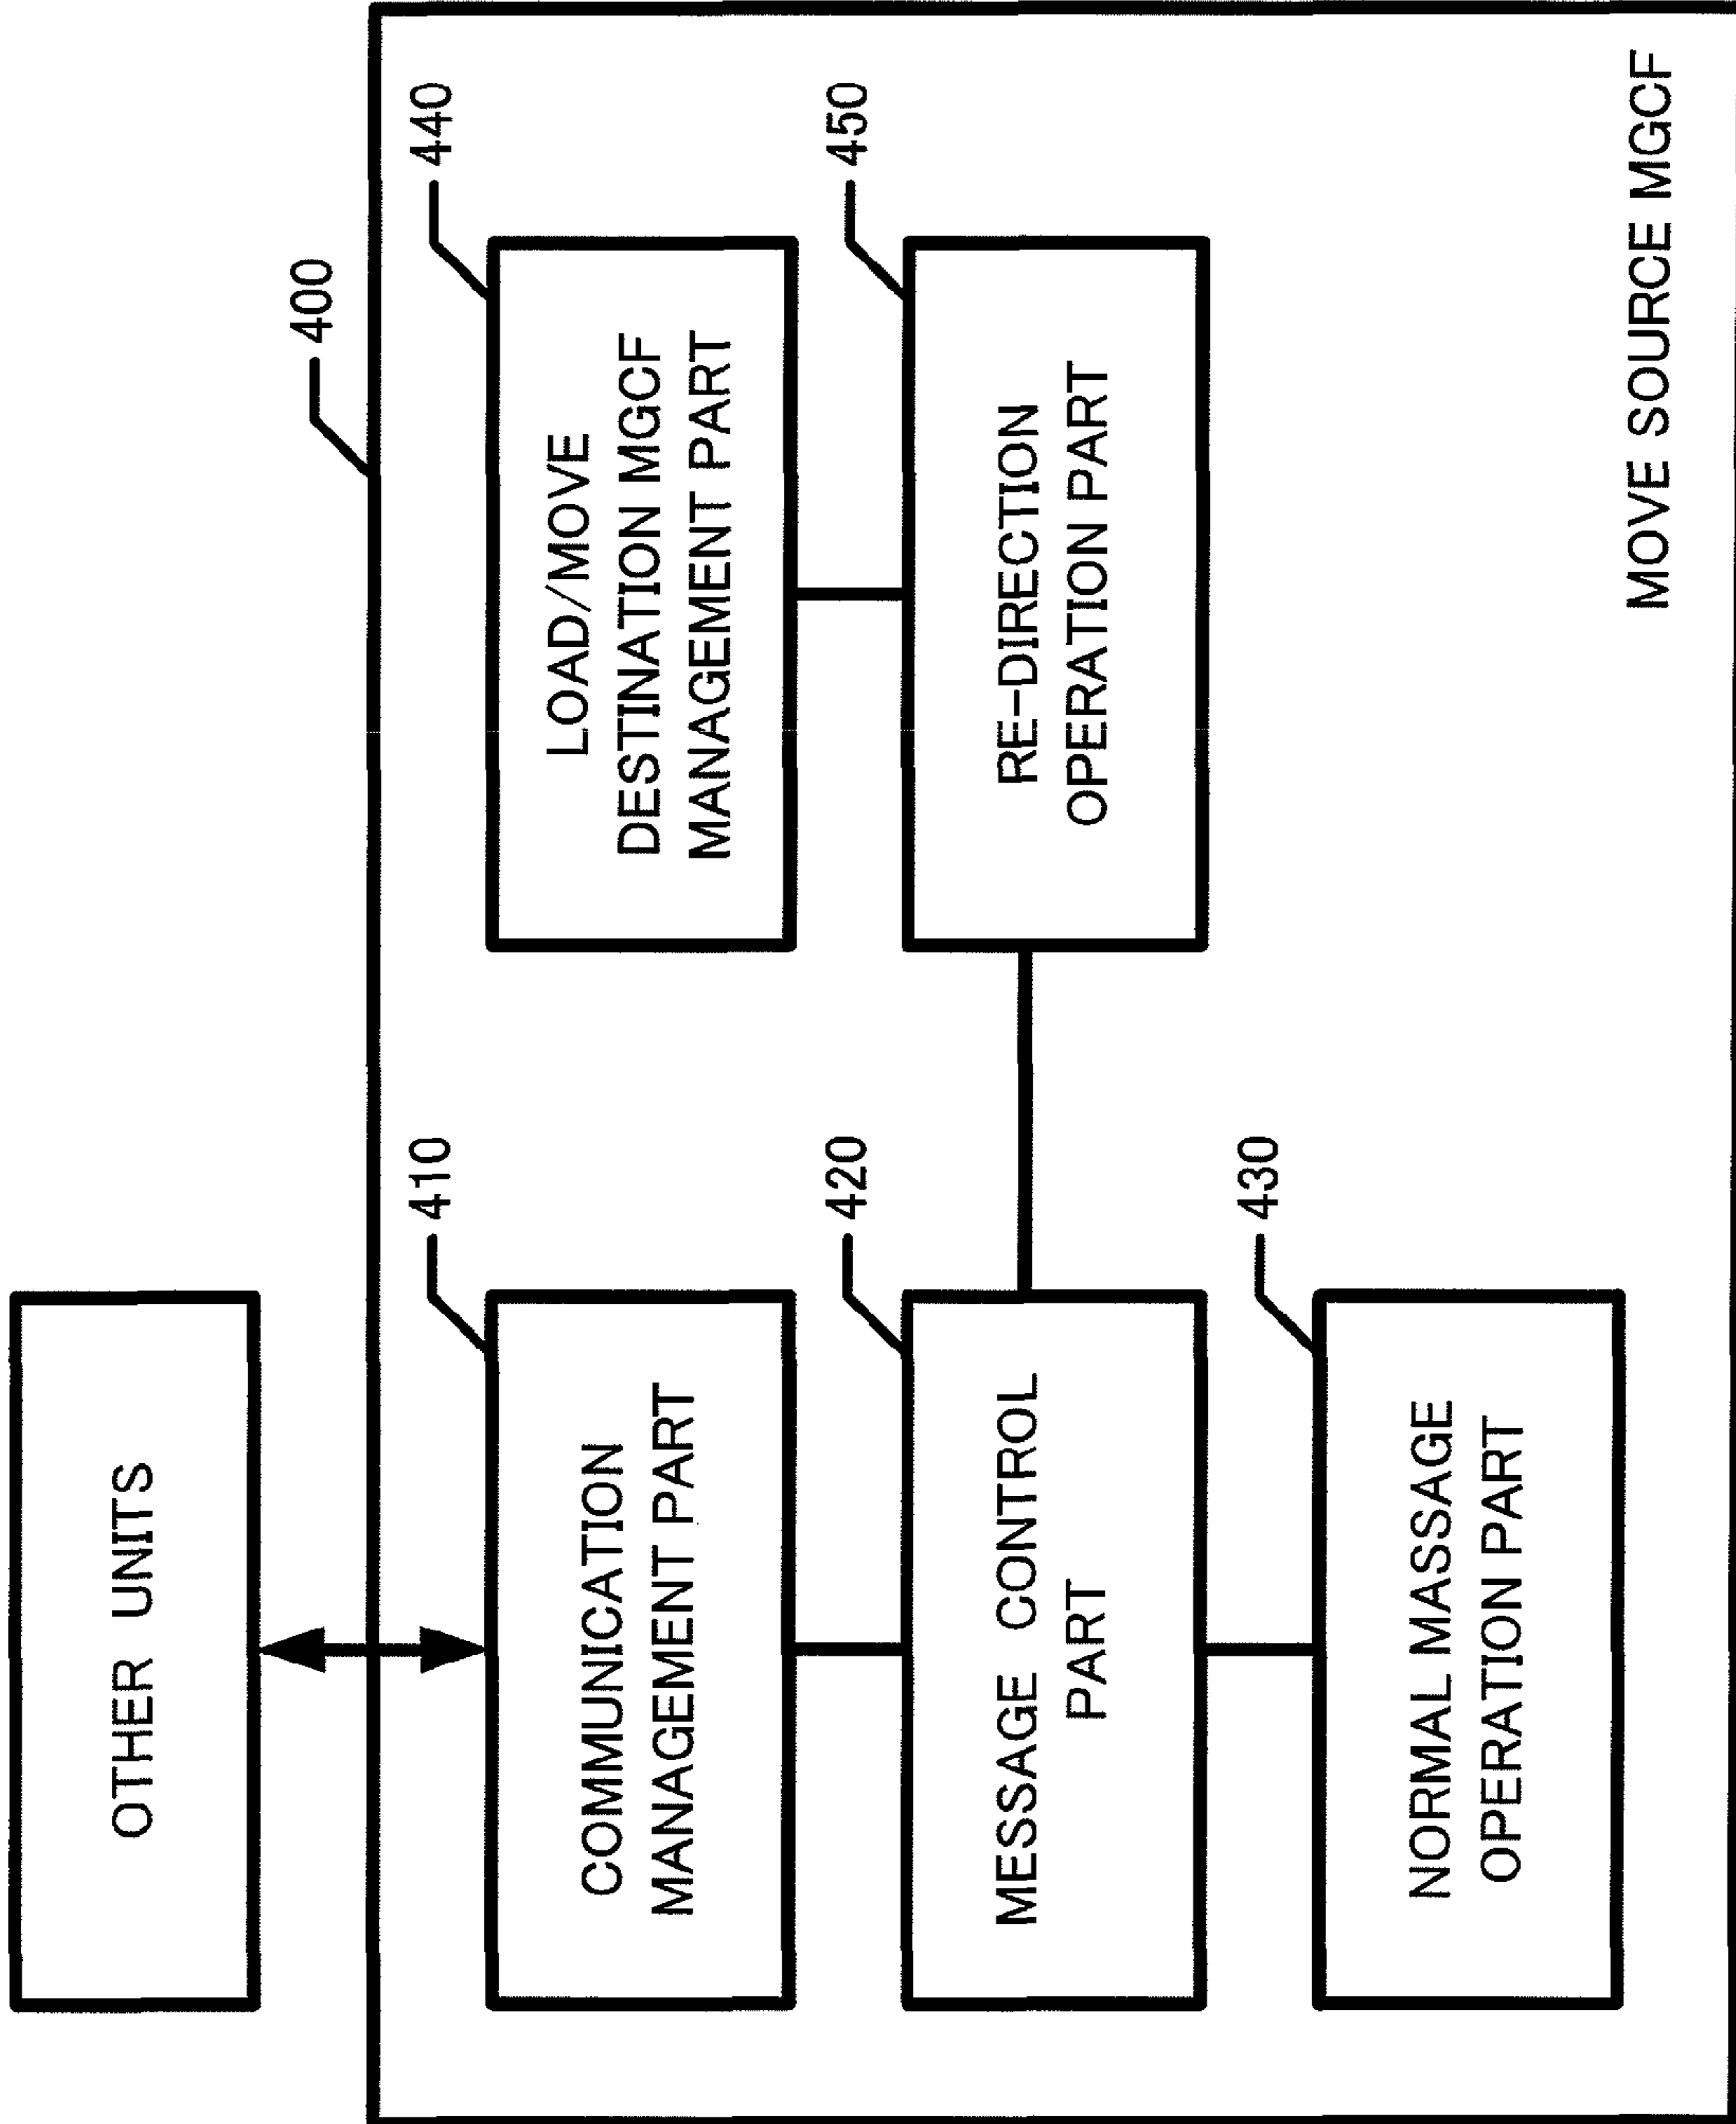 OTHER UNITS
400
410
COMMUNICATION
MANAGEMENT PART
440
LOAD/MOVE
DESTINATION MGCF
MANAGEMENT PART
420
MESSAGE CONTROL
PART
450
RE-DIRECTION
OPERATION PART
430
NORMAL MASSAGE
OPERATION PART
MOVE SOURCE MGCF